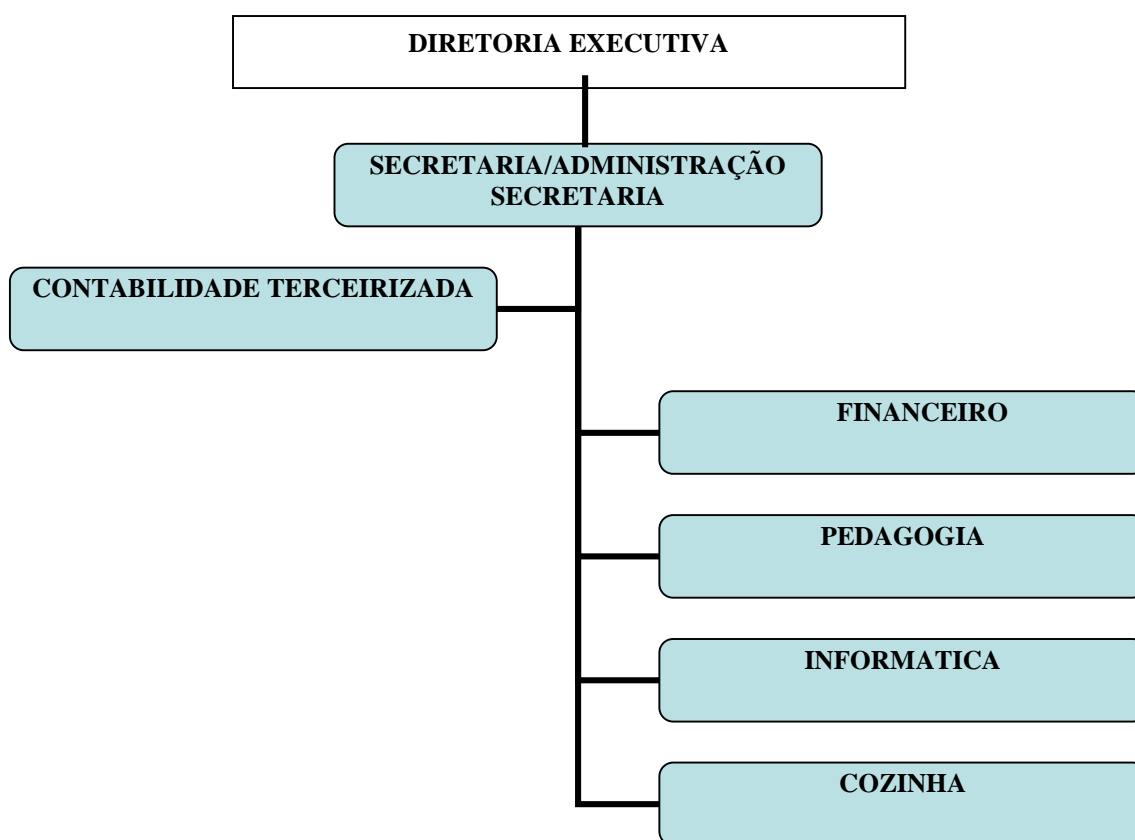 DIRETORIA EXECUTIVA
SECRETARIA/ADMINISTRAÇÃO
SECRETARIA
CONTABILIDADE TERCEIRIZADA
FINANCEIRO
PEDAGOGIA
INFORMATICA
COZINHA